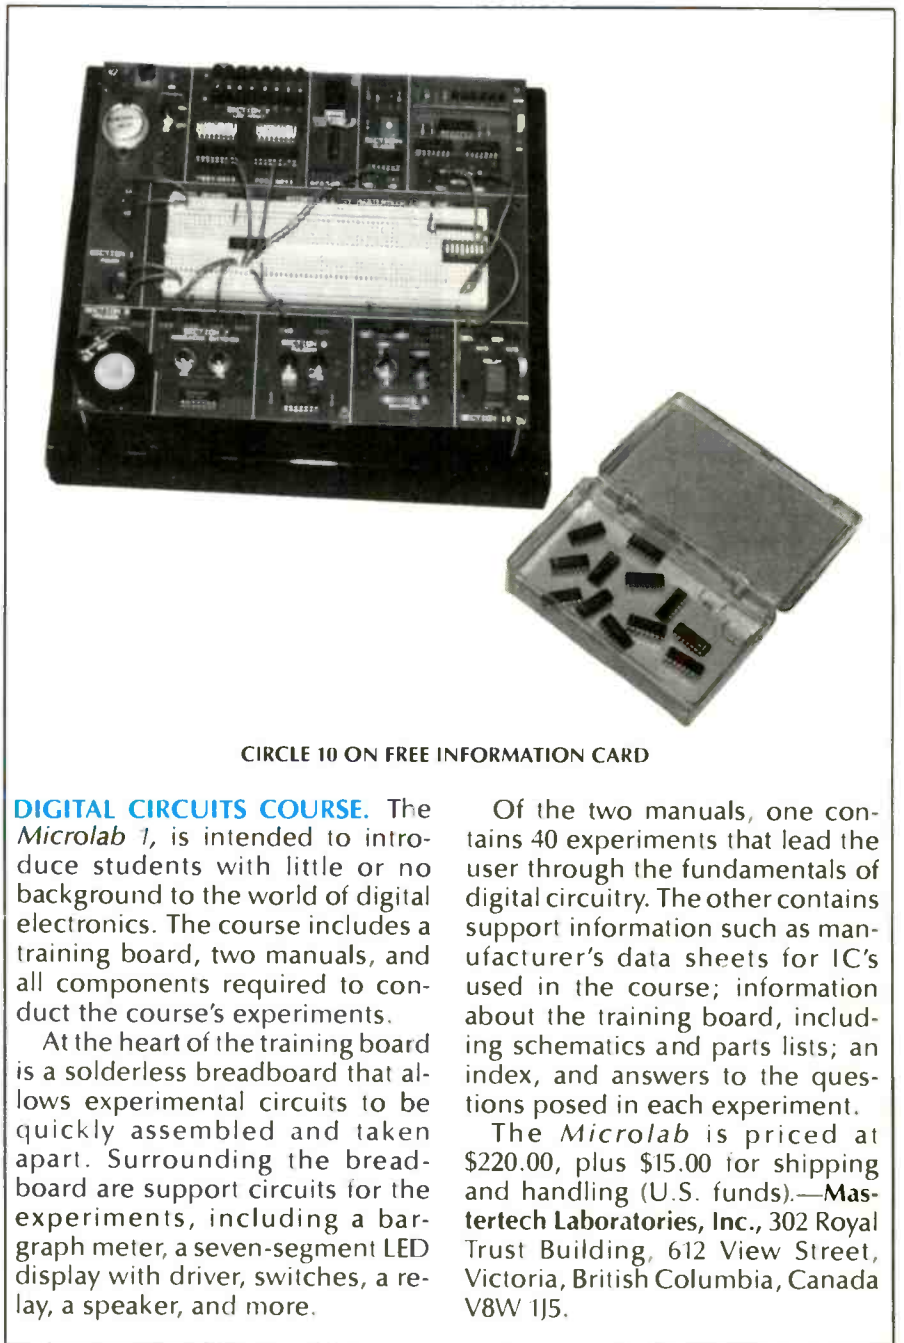 SECTION 1
CIRCLE 10 ON FREE INFORMATION CARD
DIGITAL CIRCUITS COURSE. The
Microlab 1, is intended to intro-
duce students with little or no
background to the world of digital
electronics. The course includes a
training board, two manuals, and
all components required to con-
duct the course's experiments.
At the heart of the training board
is a solderless breadboard that al-
lows experimental circuits to be
quickly assembled and taken
apart. Surrounding the bread-
board are support circuits for the
experiments, including a bar-
graph meter, a seven-segment LED
display with driver, switches, a re-
lay, a speaker, and more.
Of the two manuals, one con-
tains 40 experiments that lead the
user through the fundamentals of
digital circuitry. The other contains
support information such as man-
ufacturer's data sheets for IC's
used in the course; information
about the training board, includ-
ing schematics and parts lists; an
index, and answers to the ques-
tions posed in each experiment.
The Microlab is priced at
$220.00, plus $15.00 for shipping
and handling (U.S. funds).—Mas-
tertech Laboratories, Inc., 302 Royal
Trust Building, 612 View Street,
Victoria, British Columbia, Canada
V8W 1J5.